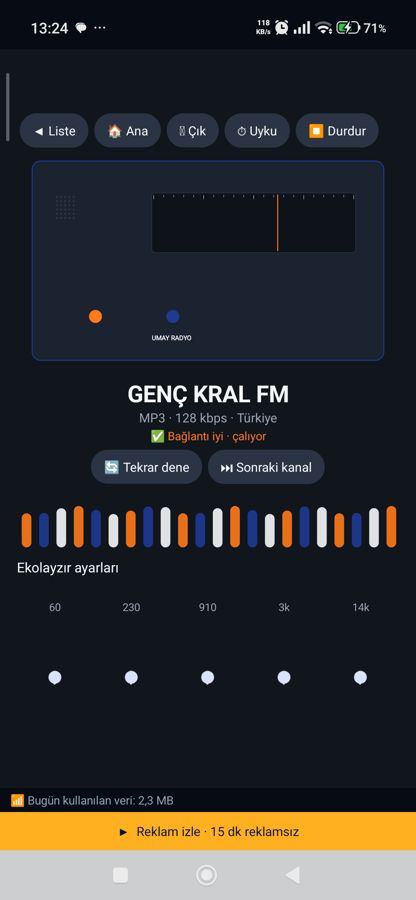 13:24 ··· 118 KB/s 71%
◄ Liste 🏠 Ana Çık ⏱ Uyku ⏹ Durdur
UMAY RADYO
GENÇ KRAL FM
MP3 · 128 kbps · Türkiye
✅ Bağlantı iyi · çalıyor
🔄 Tekrar dene ⏭ Sonraki kanal
Ekolayzır ayarları
60 230 910 3k 14k
📶 Bugün kullanılan veri: 2,3 MB
► Reklam izle · 15 dk reklamsız